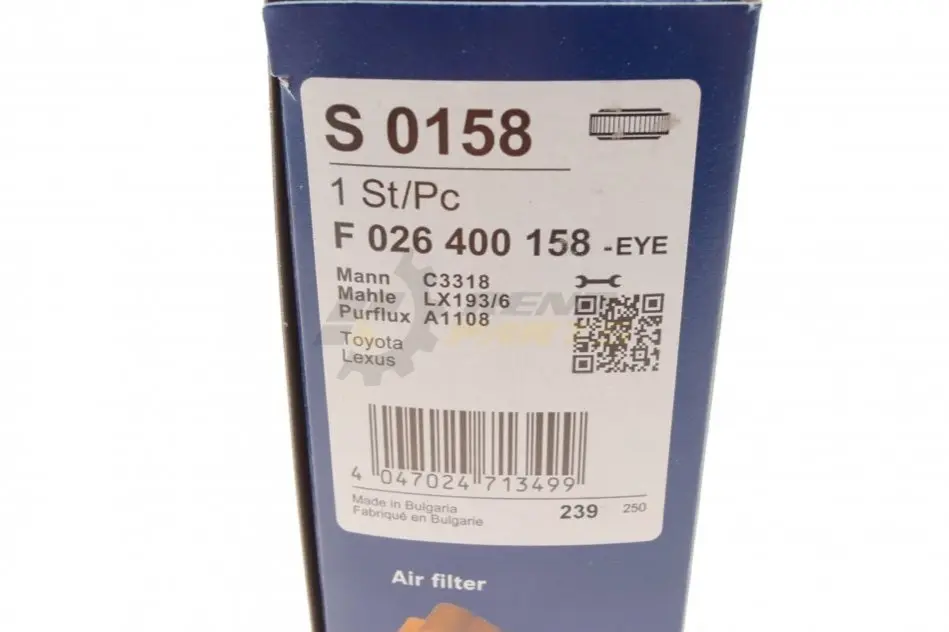 S 0158
1 St/Pc
F 026 400 158 -EYE
Mann C3318
Mahle LX193/6
Purflux A1108
Toyota
Lexus
4 047024 713499
Made in Bulgaria
Fabriqué en Bulgarie
239 250
Air filter